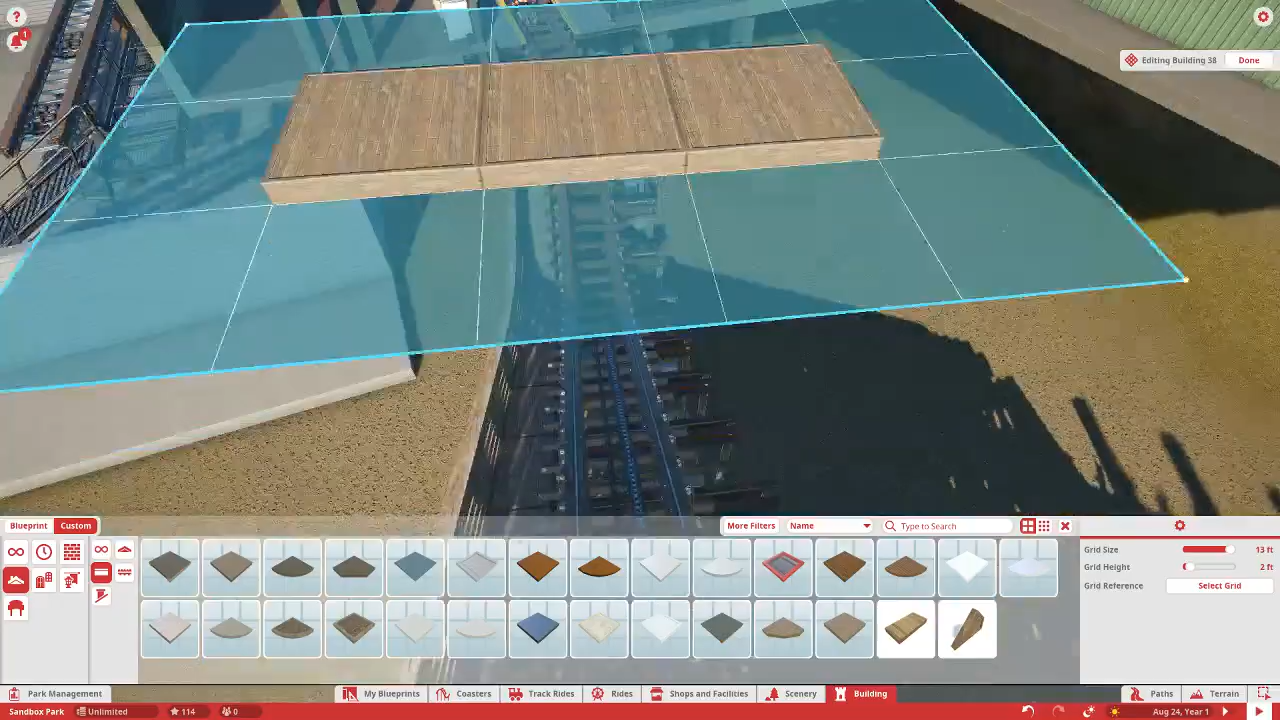 ?
1
Editing Building 38 Done
Blueprint Custom
More Filters Name Type to Search
Grid Size 13 ft
Grid Height 2 ft
Grid Reference Select Grid
Park Management My Blueprints Coasters Track Rides Rides Shops and Facilities Scenery Building Paths Terrain
Sandbox Park Unlimited 114 0 Aug 24, Year 1